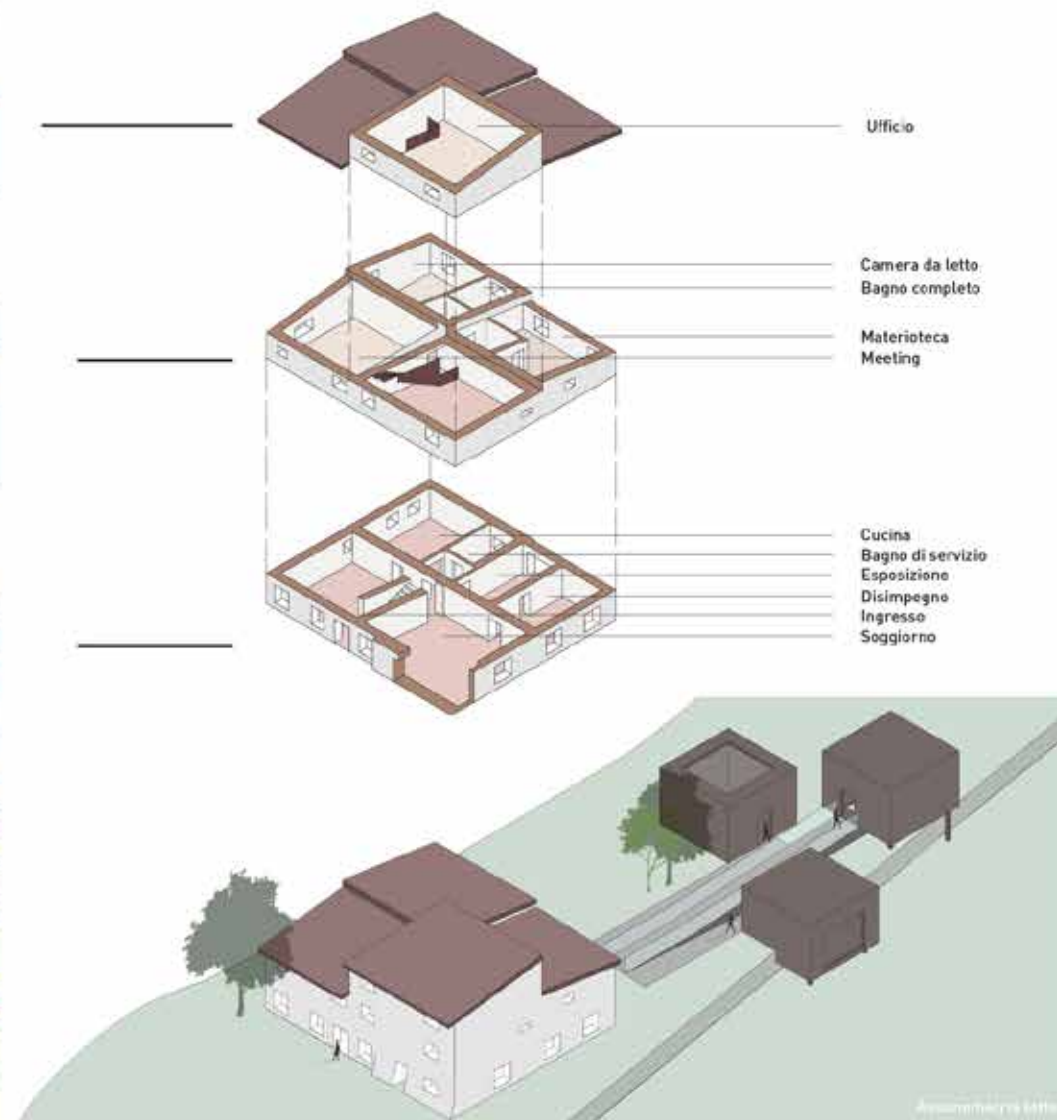 Ufficio
Camera da letto
Bagno completo
Materioteca
Meeting
Cucina
Bagno di servizio
Esposizione
Disimpegno
Ingresso
Soggiorno